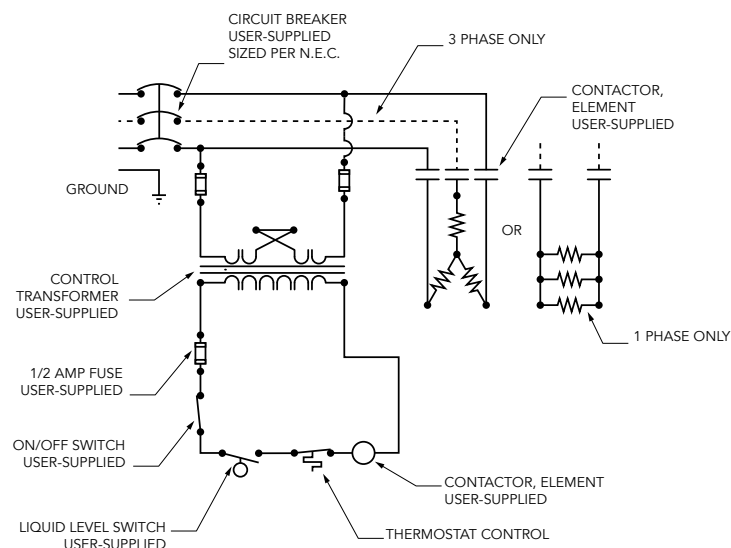 CIRCUIT BREAKER
USER-SUPPLIED
SIZED PER N.E.C.
3 PHASE ONLY
CONTACTOR,
ELEMENT
USER-SUPPLIED
GROUND
OR
CONTROL
TRANSFORMER
USER-SUPPLIED
1 PHASE ONLY
1/2 AMP FUSE
USER-SUPPLIED
ON/OFF SWITCH
USER-SUPPLIED
CONTACTOR, ELEMENT
USER-SUPPLIED
LIQUID LEVEL SWITCH
USER-SUPPLIED
THERMOSTAT CONTROL